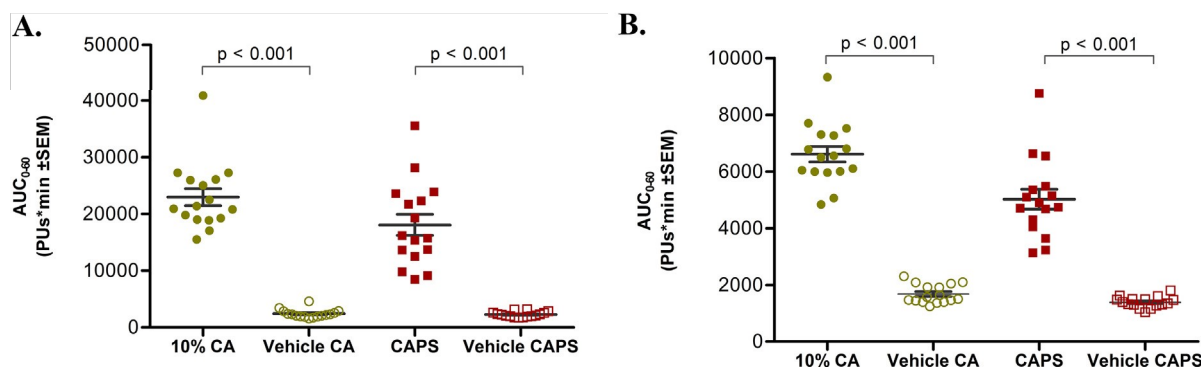 A.
p < 0.001
p < 0.001
AUC0-60
(PUs*min ±SEM)
50000
40000
30000
20000
10000
0
10% CA
Vehicle CA
CAPS
Vehicle CAPS
B.
p < 0.001
p < 0.001
AUC0-60
(PUs*min ±SEM)
10000
8000
6000
4000
2000
0
10% CA
Vehicle CA
CAPS
Vehicle CAPS